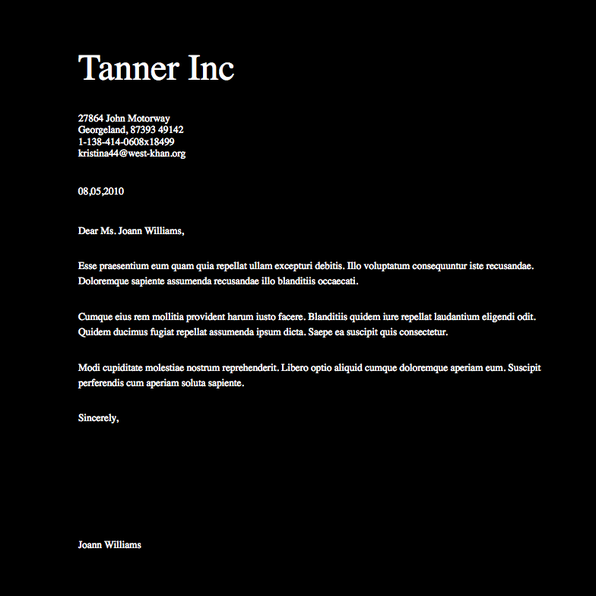 Tanner Inc
27864 John Motorway
Georgeland, 87393 49142
1-138-414-0608x18499
kristina44@west-khan.org
08,05,2010
Dear Ms. Joann Williams,
Esse praesentium eum quam quia repellat ullam excepturi debitis. Illo voluptatum consequuntur iste recusandae.
Doloremque sapiente assumenda recusandae illo blanditiis occaecati.
Cumque eius rem mollitia provident harum iusto facere. Blanditiis quidem iure repellat laudantium eligendi odit.
Quidem ducimus fugiat repellat assumenda ipsum dicta. Saepe ea suscipit quis consectetur.
Modi cupiditate molestiae nostrum reprehenderit. Libero optio aliquid cumque doloremque aperiam eum. Suscipit
perferendis cum aperiam soluta sapiente.
Sincerely,
Joann Williams